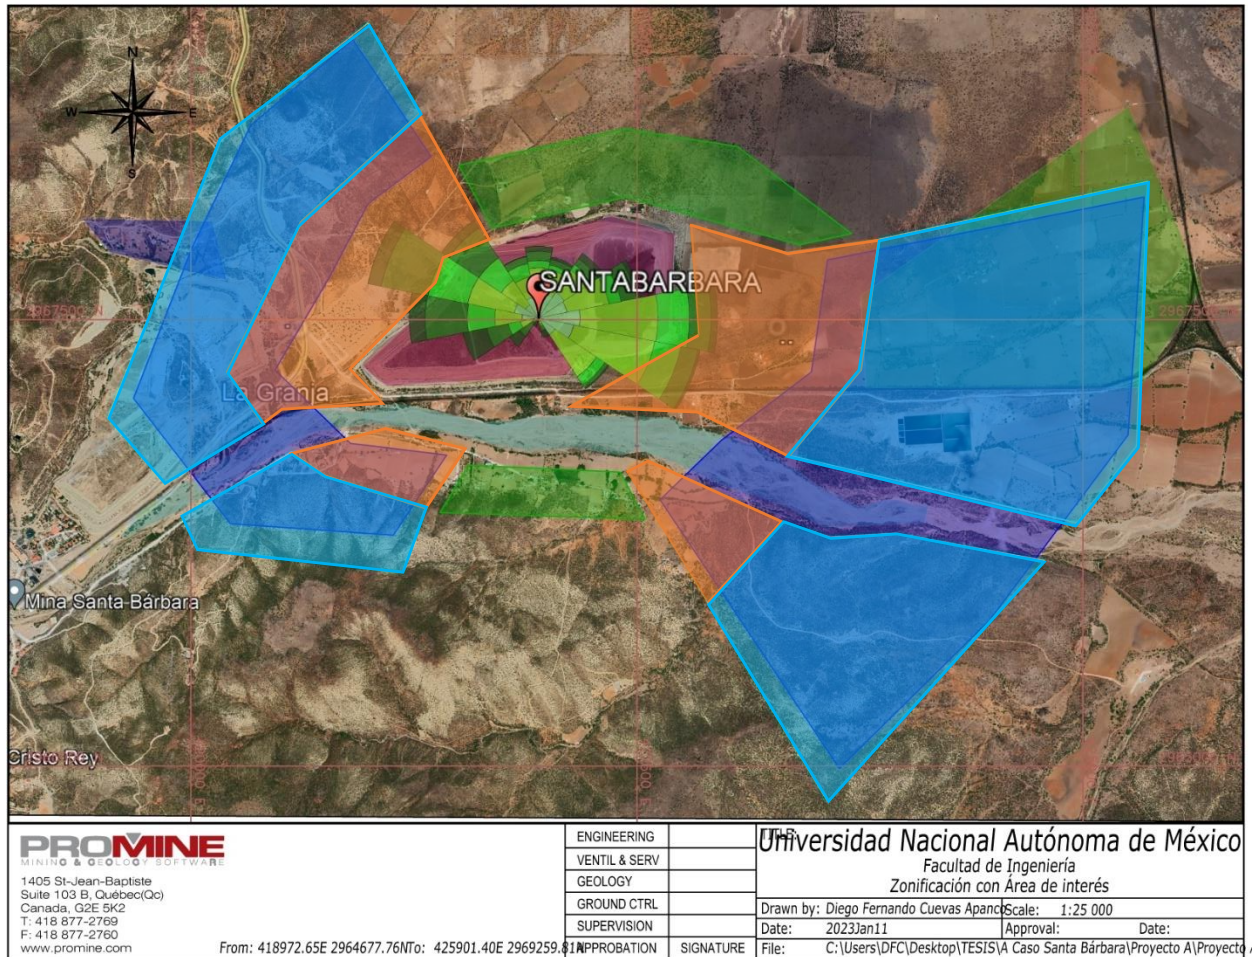 N
W
E
S
SANTABARBARA
La Granja
Mina Santa Bárbara
Cristo Rey
PROMINE
MINING & GEOLOGY SOFTWARE
1405 St-Jean-Baptiste
Suite 103 B, Québec(Qc)
Canada, G2E 5K2
T: 418 877-2769
F: 418 877-2760
www.promine.com
From: 418972.65E 2964677.76N To: 425901.40E 2969259.81N
ENGINEERING
VENTIL & SERV
GEOLOGY
GROUND CTRL
SUPERVISION
APPROBATION SIGNATURE
TITLE:
Universidad Nacional Autónoma de México
Facultad de Ingeniería
Zonificación con Área de interés
Drawn by: Diego Fernando Cuevas Apanco Scale: 1:25 000
Date: 2023Jan11 Approval: Date:
File: C:\Users\DFC\Desktop\TESIS\A Caso Santa Bárbara\Proyecto A\Proyecto